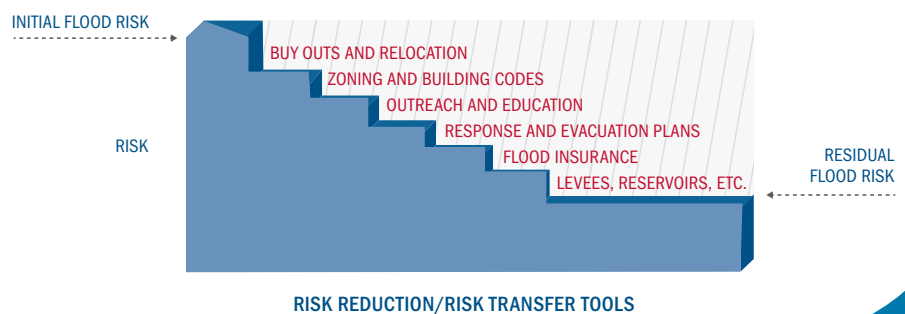 INITIAL FLOOD RISK
BUY OUTS AND RELOCATION
ZONING AND BUILDING CODES
OUTREACH AND EDUCATION
RESPONSE AND EVACUATION PLANS
FLOOD INSURANCE
LEVEES, RESERVOIRS, ETC.
RISK
RESIDUAL
FLOOD RISK
RISK REDUCTION/RISK TRANSFER TOOLS